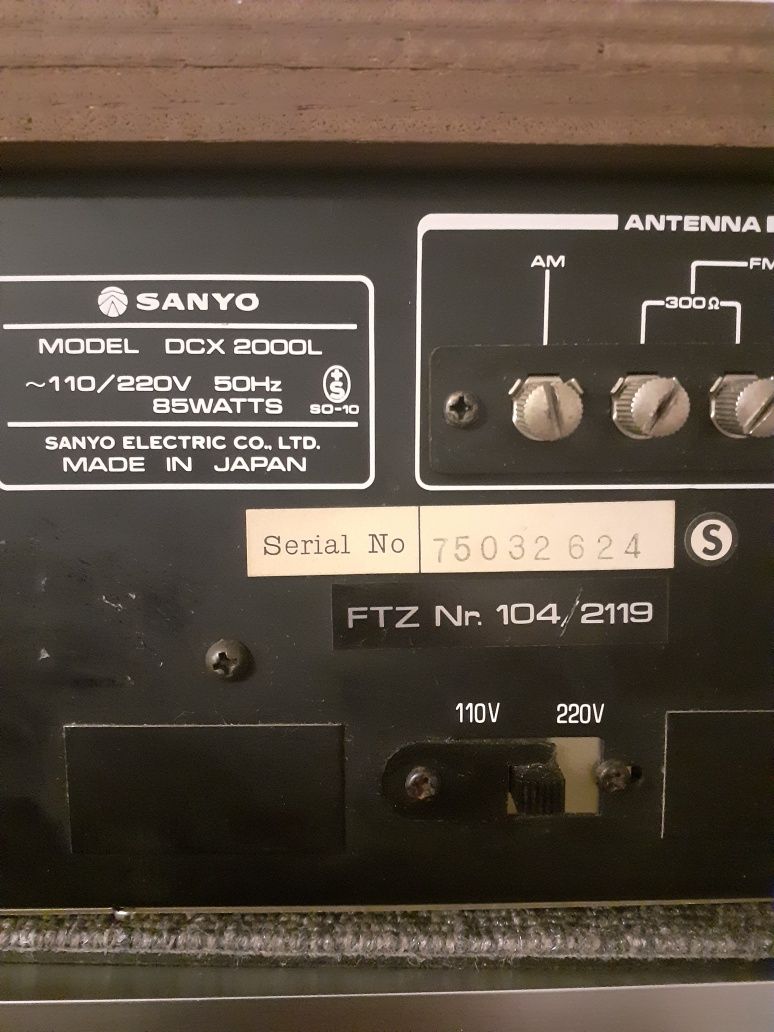 SANYO
MODEL DCX 2000L
~110/220V 50Hz
85WATTS
S
SO-10
SANYO ELECTRIC CO., LTD.
MADE IN JAPAN
ANTENNA
AM
FM
300Ω
Serial No 75032624
S
FTZ Nr. 104/2119
110V 220V